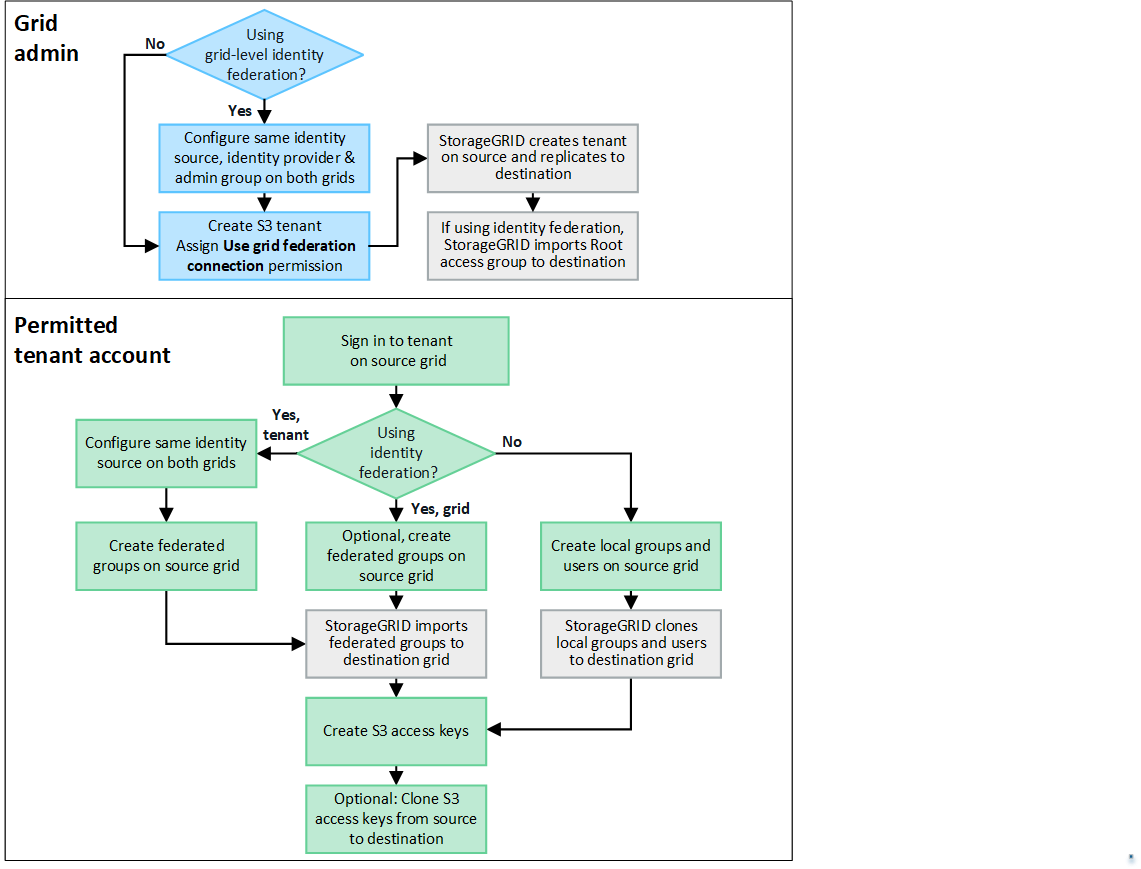 Grid
admin
Using
grid-level identity
federation?
No
Yes
Configure same identity
source, identity provider &
admin group on both grids
Create S3 tenant
Assign Use grid federation
connection permission
StorageGRID creates tenant
on source and replicates to
destination
If using identity federation,
StorageGRID imports Root
access group to destination
Permitted
tenant account
Sign in to tenant
on source grid
Using
identity
federation?
Yes,
tenant
No
Yes, grid
Configure same identity
source on both grids
Create federated
groups on source grid
Optional, create
federated groups on
source grid
Create local groups and
users on source grid
StorageGRID imports
federated groups to
destination grid
StorageGRID clones
local groups and users
to destination grid
Create S3 access keys
Optional: Clone S3
access keys from source
to destination